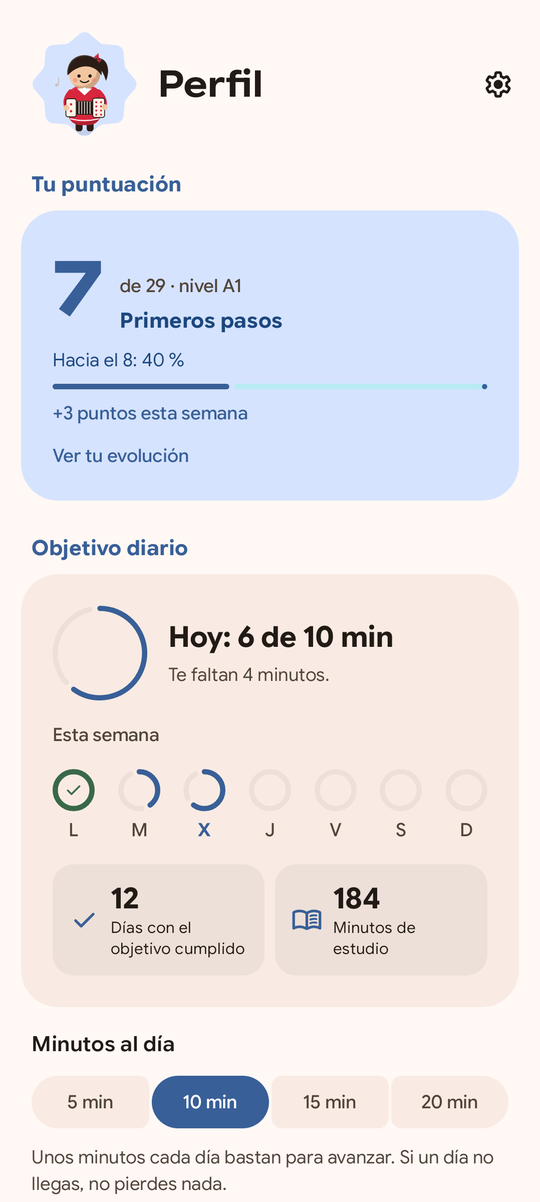 Perfil
Tu puntuación
7
de 29 · nivel A1
Primeros pasos
Hacia el 8: 40 %
+3 puntos esta semana
Ver tu evolución
Objetivo diario
Hoy: 6 de 10 min
Te faltan 4 minutos.
Esta semana
L M X J V S D
12
Días con el
objetivo cumplido
184
Minutos de
estudio
Minutos al día
5 min 10 min 15 min 20 min
Unos minutos cada día bastan para avanzar. Si un día no
llegas, no pierdes nada.